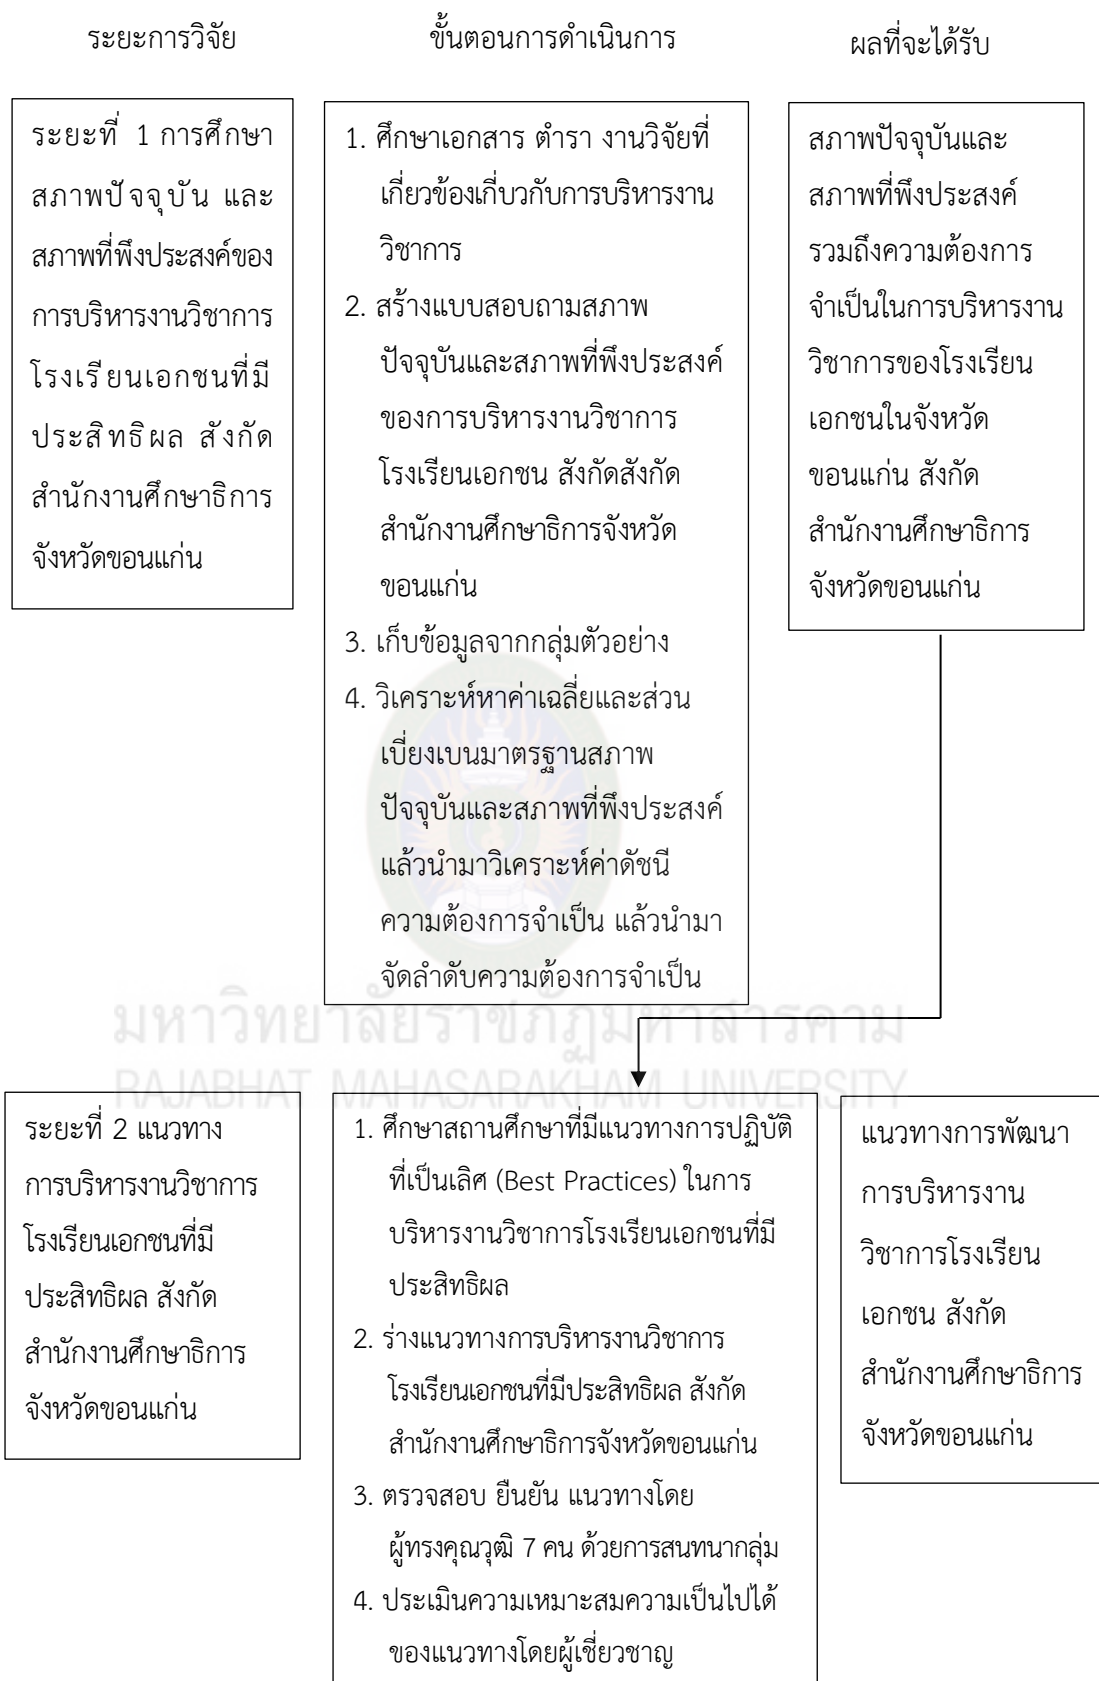 ระยะการวิจัย
ขั้นตอนการดำเนินการ
ผลที่จะได้รับ
ระยะที่ 1 การศึกษา
สภาพปัจจุบัน และ
สภาพที่พึงประสงค์ของ
การบริหารงานวิชาการ
โรงเรียนเอกชนที่มี
ประสิทธิผล สังกัด
สำนักงานศึกษาธิการ
จังหวัดขอนแก่น
1. ศึกษาเอกสาร ตำรา งานวิจัยที่
เกี่ยวข้องเกี่บวกับการบริหารงาน
วิชาการ
2. สร้างแบบสอบถามสภาพ
ปัจจุบันและสภาพที่พึงประสงค์
ของการบริหารงานวิชาการ
โรงเรียนเอกชน สังกัดสังกัด
สำนักงานศึกษาธิการจังหวัด
ขอนแก่น
3. เก็บข้อมูลจากกลุ่มตัวอย่าง
4. วิเคราะห์หาค่าเฉลี่ยและส่วน
เบี่ยงเบนมาตรฐานสภาพ
ปัจจุบันและสภาพที่พึงประสงค์
แล้วนำมาวิเคราะห์ค่าดัชนี
ความต้องการจำเป็น แล้วนำมา
จัดลำดับความต้องการจำเป็น
สภาพปัจจุบันและ
สภาพที่พึงประสงค์
รวมถึงความต้องการ
จำเป็นในการบริหารงาน
วิชาการของโรงเรียน
เอกชนในจังหวัด
ขอนแก่น สังกัด
สำนักงานศึกษาธิการ
จังหวัดขอนแก่น
มหาวิทยาลัยราชภัฏมหาสารคาม
RAJABHAT MAHASARAKHAM UNIVERSITY
ระยะที่ 2 แนวทาง
การบริหารงานวิชาการ
โรงเรียนเอกชนที่มี
ประสิทธิผล สังกัด
สำนักงานศึกษาธิการ
จังหวัดขอนแก่น
1. ศึกษาสถานศึกษาที่มีแนวทางการปฏิบัติ
ที่เป็นเลิศ (Best Practices) ในการ
บริหารงานวิชาการโรงเรียนเอกชนที่มี
ประสิทธิผล
2. ร่างแนวทางการบริหารงานวิชาการ
โรงเรียนเอกชนที่มีประสิทธิผล สังกัด
สำนักงานศึกษาธิการจังหวัดขอนแก่น
3. ตรวจสอบ ยืนยัน แนวทางโดย
ผู้ทรงคุณวุฒิ 7 คน ด้วยการสนทนากลุ่ม
4. ประเมินความเหมาะสมความเป็นไปได้
ของแนวทางโดยผู้เชี่ยวชาญ
แนวทางการพัฒนา
การบริหารงาน
วิชาการโรงเรียน
เอกชน สังกัด
สำนักงานศึกษาธิการ
จังหวัดขอนแก่น